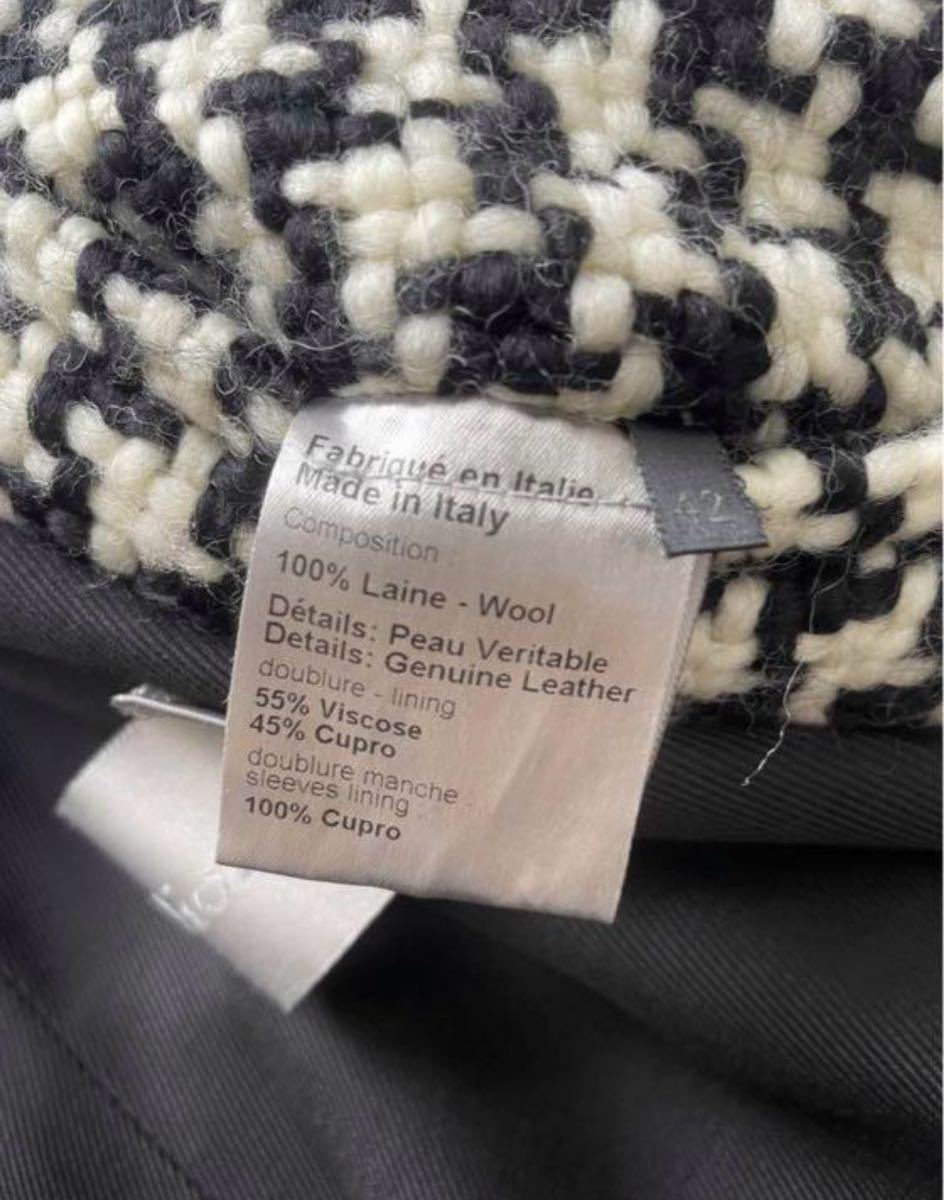 Fabriqué en Italie
Made in Italy
42
Composition :
100% Laine - Wool
Détails: Peau Veritable
Details: Genuine Leather
doublure - lining
55% Viscose
45% Cupro
doublure manche
sleeves lining
100% Cupro